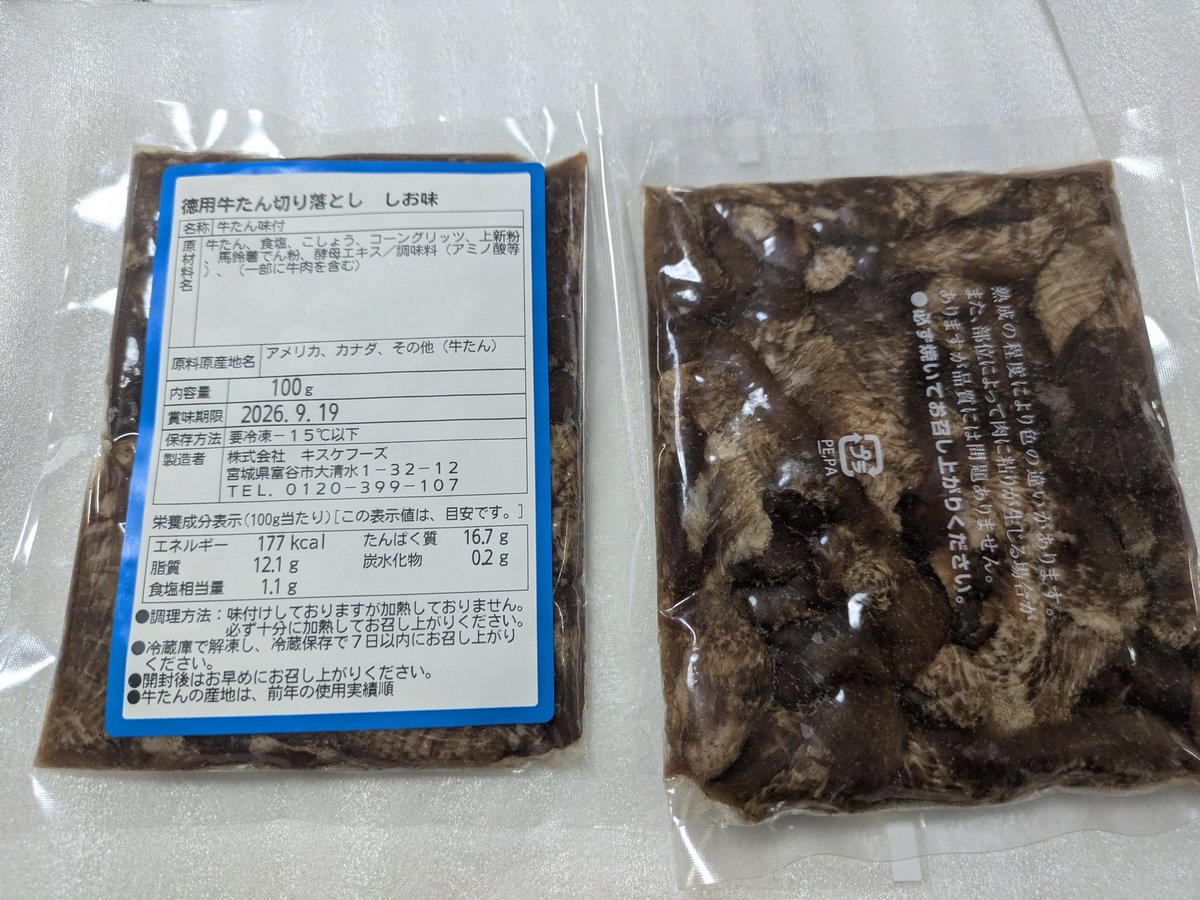 徳用牛たん切り落とし しお味
名称 牛たん味付
原材料名 牛たん、食塩、こしょう、コーングリッツ、上新粉
、馬鈴薯でん粉、酵母エキス／調味料（アミノ酸等
）、（一部に牛肉を含む）
原料原産地名 アメリカ、カナダ、その他（牛たん）
内容量 100g
賞味期限 2026.9.19
保存方法 要冷凍－15℃以下
製造者 株式会社 キスケフーズ
宮城県富谷市大清水1－32－12
TEL. 0120－399－107
栄養成分表示(100g当たり)[この表示値は、目安です。]
エネルギー 177 kcal たんぱく質 16.7 g
脂質 12.1 g 炭水化物 0.2 g
食塩相当量 1.1 g
●調理方法：味付けしておりますが加熱しておりません。
必ず十分に加熱してお召し上がりください。
●冷蔵庫で解凍し、冷蔵保存で7日以内にお召し上がり
ください。
●開封後はお早めにお召し上がりください。
●牛たんの産地は、前年の使用実績順
熟成の程度により色の違いがあります。
また、部位によって肉に粘りが生じる場合が
ありますが品質には問題ありません。
●必ず焼いてお召し上がりください。
プラ
PE,PA